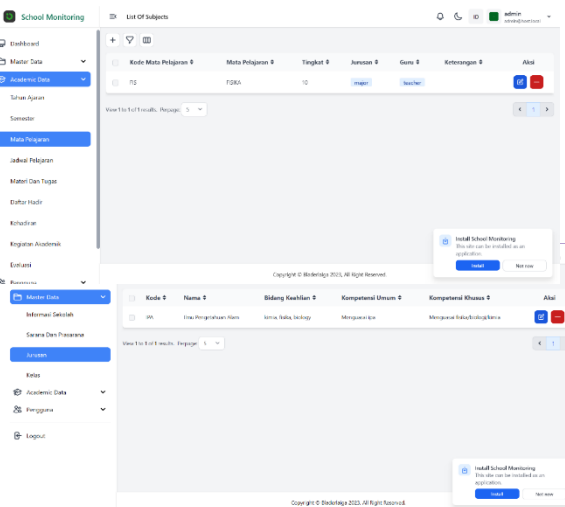 School Monitoring
List Of Subjects
ID
admin
Dashboard
Master Data
Academic Data
Tahun Ajaran
Semester
Mata Pelajaran
Jadwal Pelajaran
Materi Dan Tugas
Daftar Hadir
Kehadiran
Kegiatan Akademik
Evaluasi
Pengguna
Kode Mata Pelajaran Mata Pelajaran Tingkat Jurusan Guru Keterangan Aksi
FIS FISIKA 10 major teacher
View 1 to 1 of 1 results. Perpage: 5
1
Install School Monitoring
This site can be installed as an
application.
Install Not now
Copyright © 2023, All Right Reserved
Master Data
Informasi Sekolah
Sarana Dan Prasarana
Jurusan
Kelas
Academic Data
Pengguna
Logout
Kode Nama Bidang Keahlian Kompetensi Umum Kompetensi Khusus Aksi
IPA Ilmu Pengetahuan Alam kimia, fisika, biology Menguasai ipa Menguasai fisika/biologi/kimia
View 1 to 1 of 1 results. Perpage: 5
1
Install School Monitoring
This site can be installed as an
application.
Install Not now
Copyright © 2023, All Right Reserved.